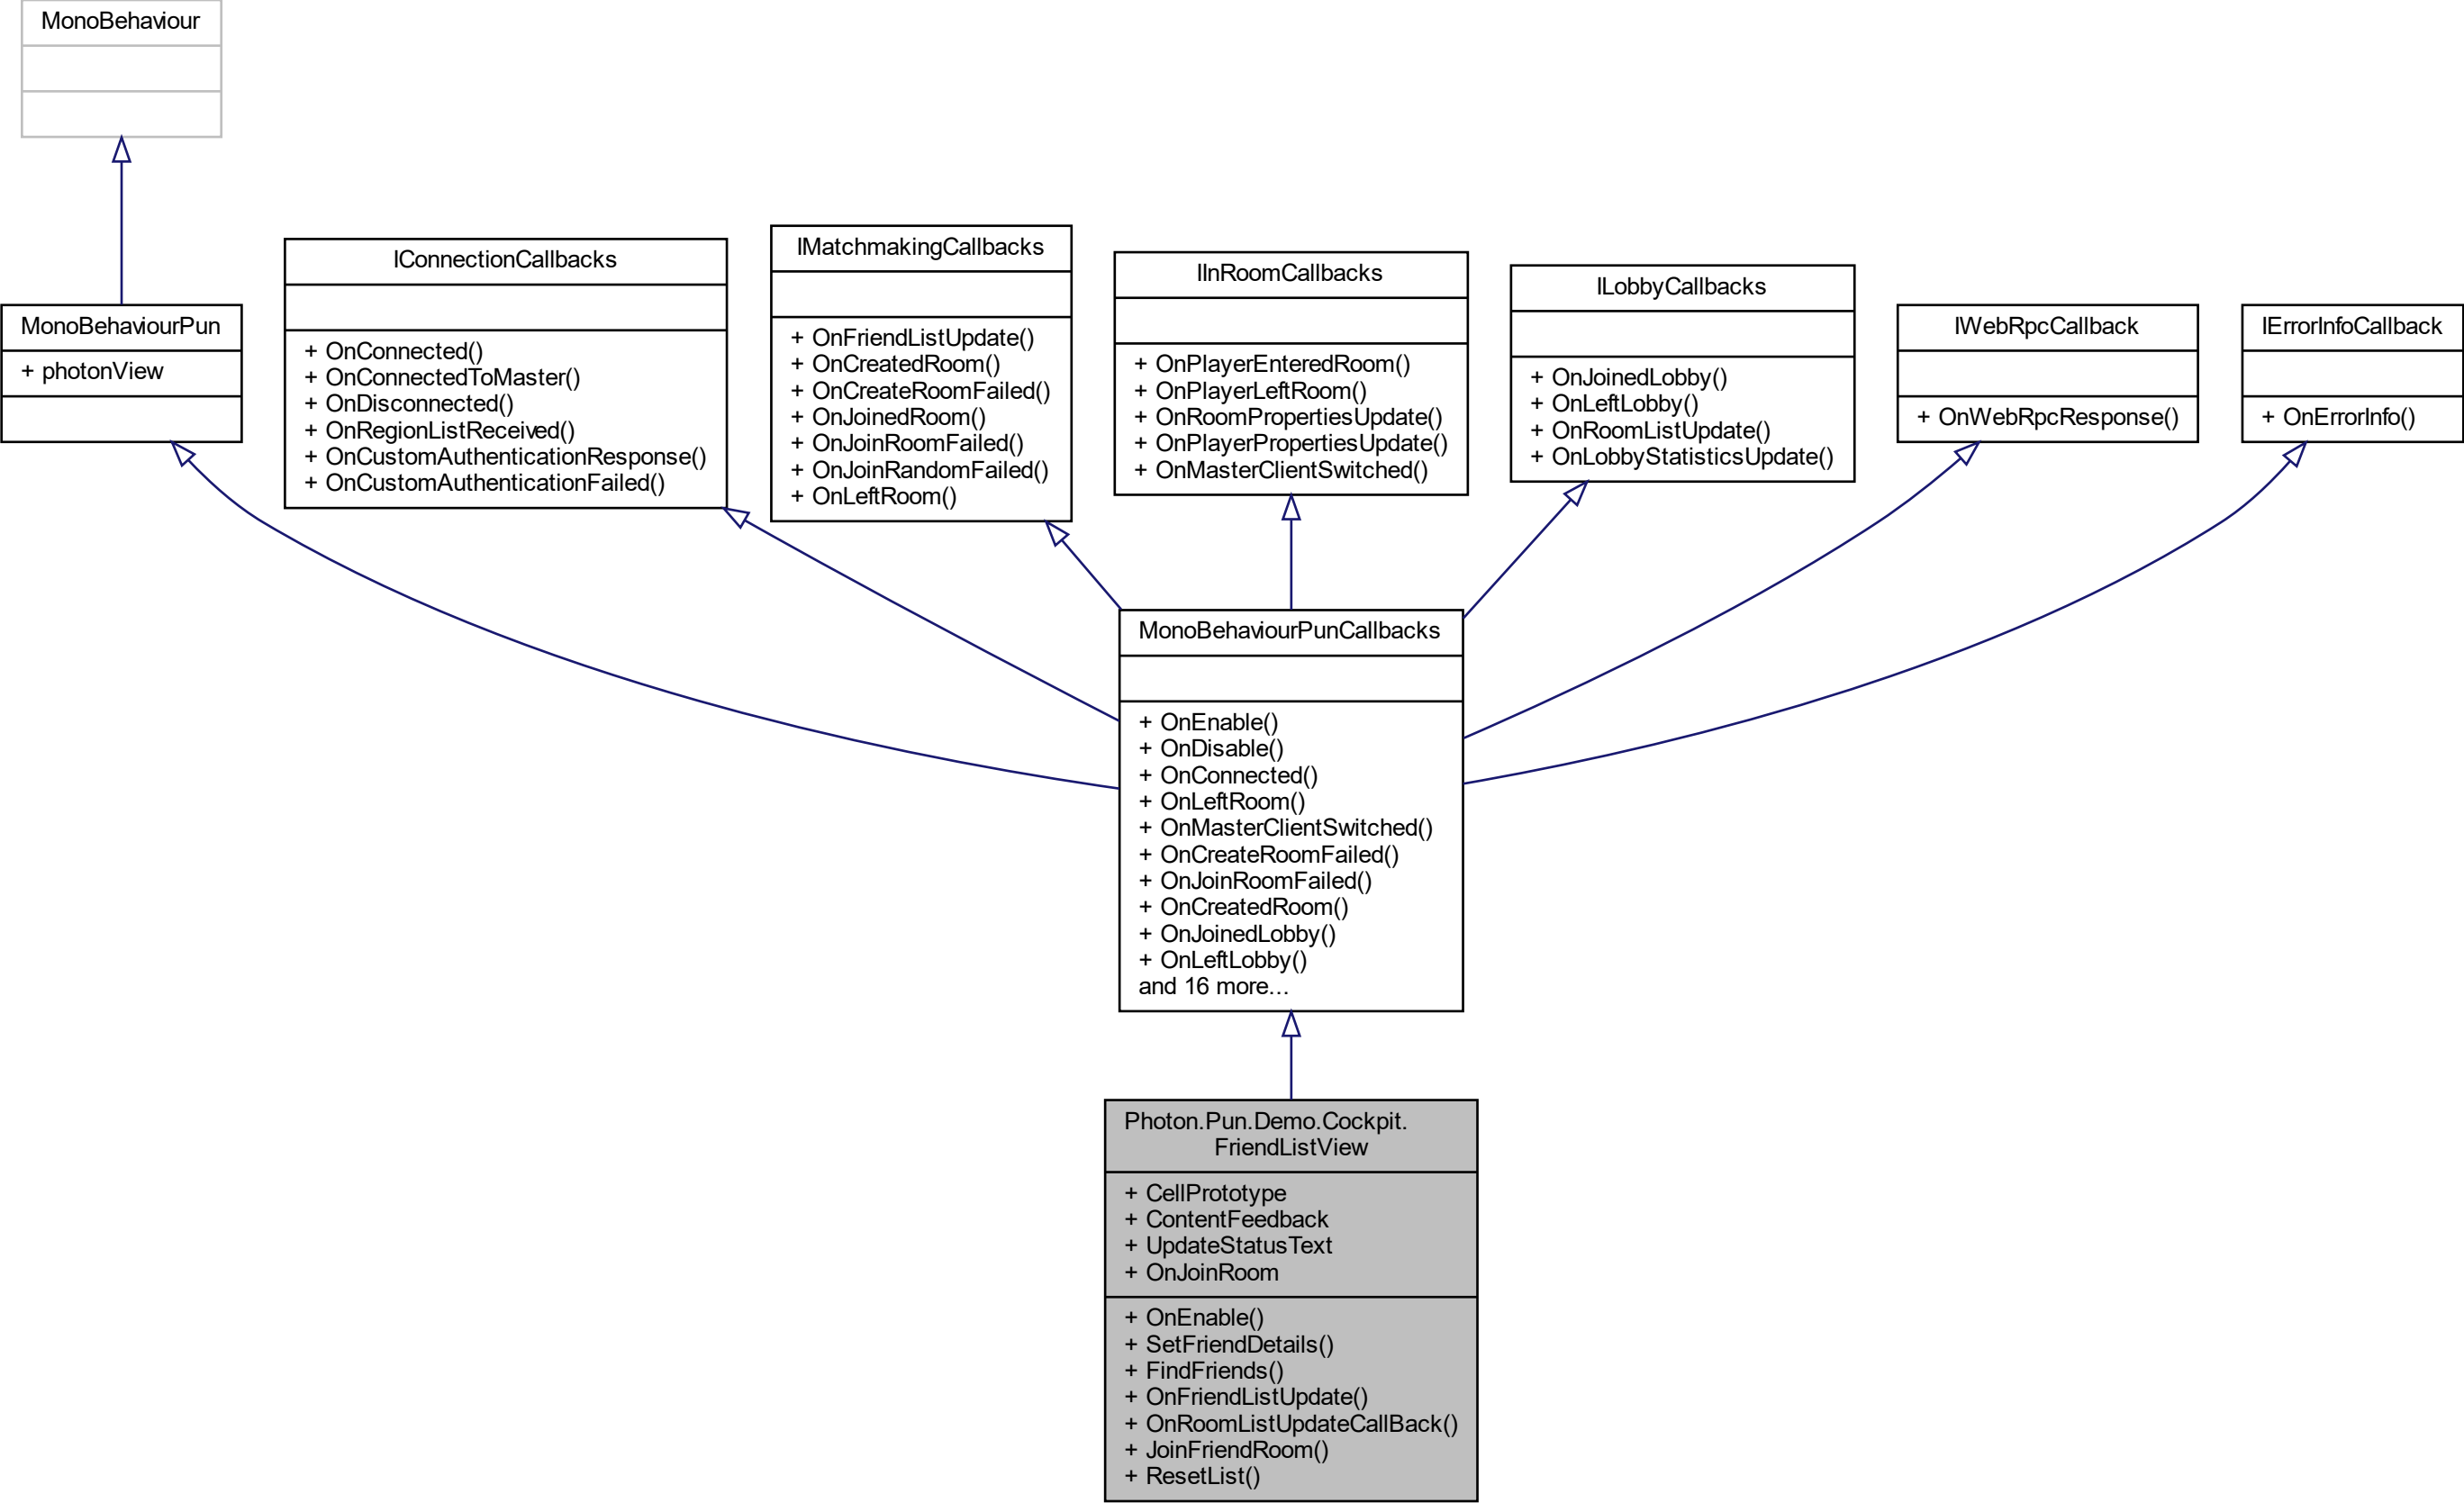 MonoBehaviour
MonoBehaviourPun
+ photonView
IConnectionCallbacks
+ OnConnected()
+ OnConnectedToMaster()
+ OnDisconnected()
+ OnRegionListReceived()
+ OnCustomAuthenticationResponse()
+ OnCustomAuthenticationFailed()
IMatchmakingCallbacks
+ OnFriendListUpdate()
+ OnCreatedRoom()
+ OnCreateRoomFailed()
+ OnJoinedRoom()
+ OnJoinRoomFailed()
+ OnJoinRandomFailed()
+ OnLeftRoom()
IInRoomCallbacks
+ OnPlayerEnteredRoom()
+ OnPlayerLeftRoom()
+ OnRoomPropertiesUpdate()
+ OnPlayerPropertiesUpdate()
+ OnMasterClientSwitched()
ILobbyCallbacks
+ OnJoinedLobby()
+ OnLeftLobby()
+ OnRoomListUpdate()
+ OnLobbyStatisticsUpdate()
IWebRpcCallback
+ OnWebRpcResponse()
IErrorInfoCallback
+ OnErrorInfo()
MonoBehaviourPunCallbacks
+ OnEnable()
+ OnDisable()
+ OnConnected()
+ OnLeftRoom()
+ OnMasterClientSwitched()
+ OnCreateRoomFailed()
+ OnJoinRoomFailed()
+ OnCreatedRoom()
+ OnJoinedLobby()
+ OnLeftLobby()
and 16 more...
Photon.Pun.Demo.Cockpit.
FriendListView
+ CellPrototype
+ ContentFeedback
+ UpdateStatusText
+ OnJoinRoom
+ OnEnable()
+ SetFriendDetails()
+ FindFriends()
+ OnFriendListUpdate()
+ OnRoomListUpdateCallBack()
+ JoinFriendRoom()
+ ResetList()